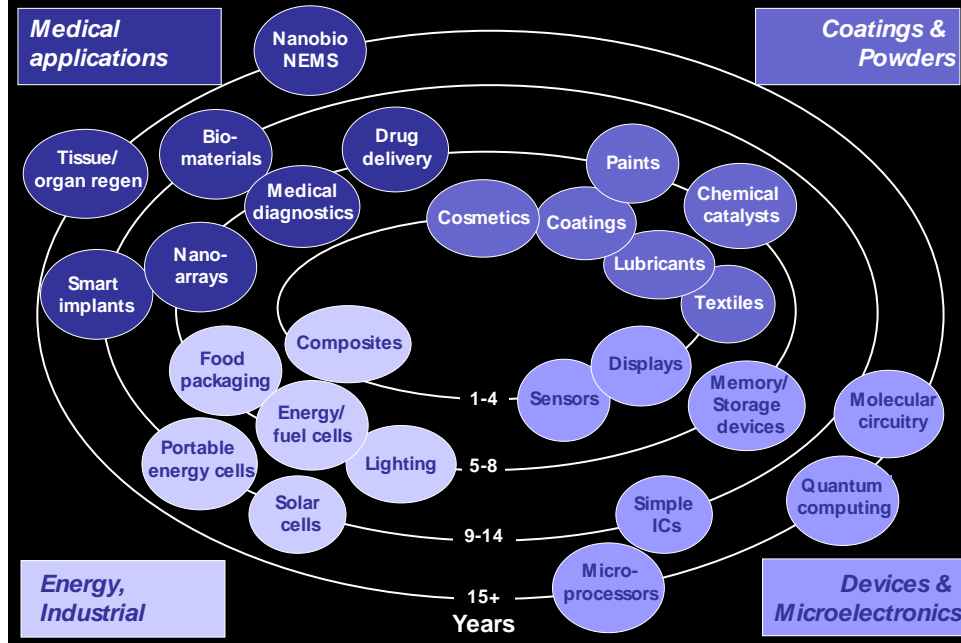 Medical
applications
Nanobio
NEMS
Coatings &
Powders
Tissue/
organ regen
Bio-
materials
Drug
delivery
Medical
diagnostics
Paints
Chemical
catalysts
Cosmetics
Coatings
Lubricants
Textiles
Nano-
arrays
Smart
implants
Composites
Food
packaging
Energy/
fuel cells
Portable
energy cells
Lighting
Solar
cells
Displays
Sensors
Memory/
Storage
devices
Molecular
circuitry
Quantum
computing
Simple
ICs
Micro-
processors
1-4
5-8
9-14
15+
Years
Energy,
Industrial
Devices &
Microelectronics